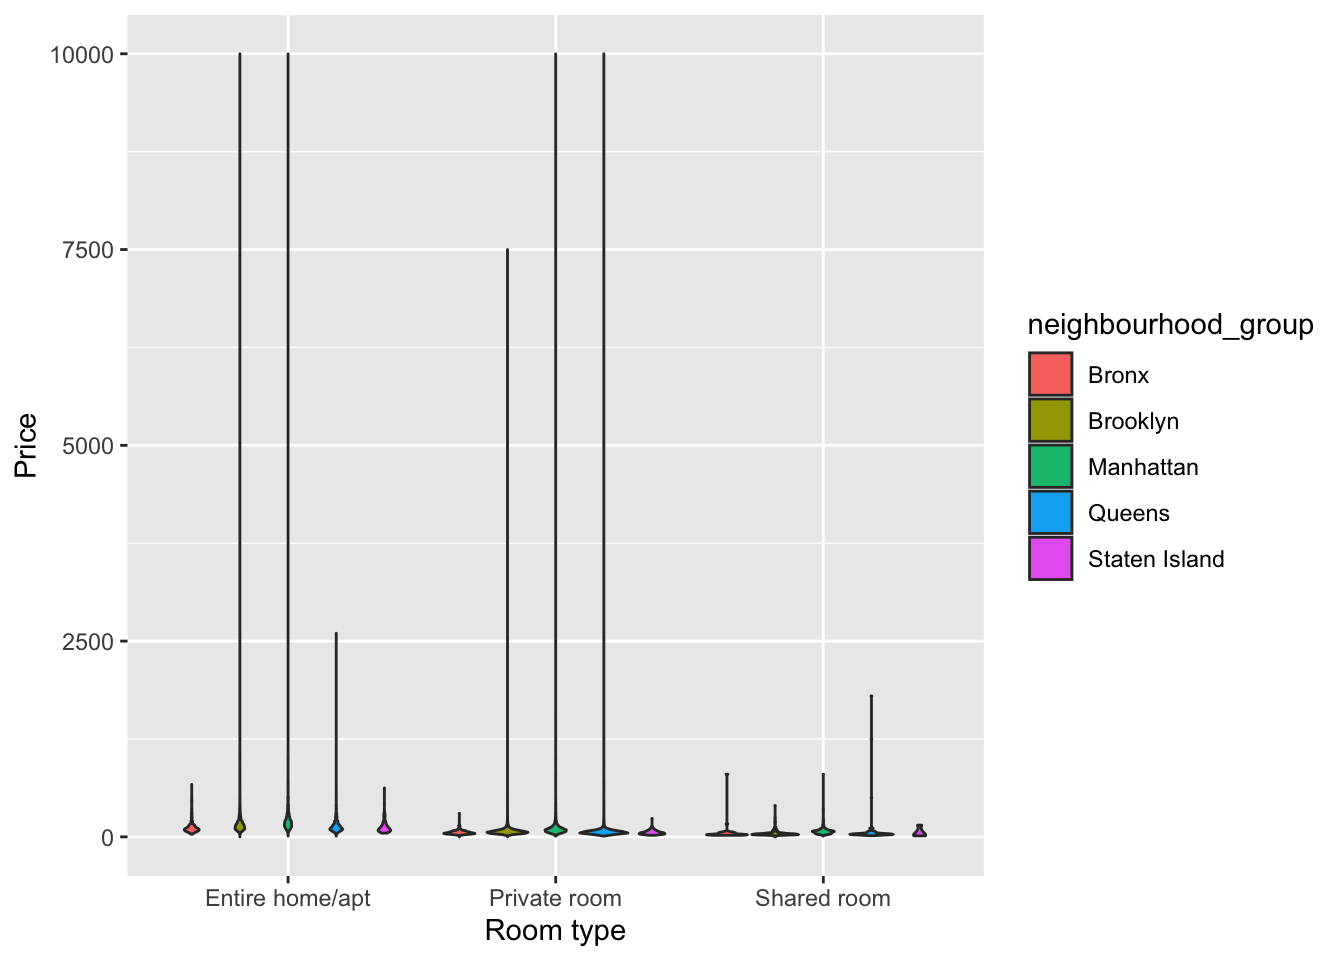 10000
7500
5000
2500
0
Price
Entire home/apt
Private room
Shared room
Room type
neighbourhood_group
Bronx
Brooklyn
Manhattan
Queens
Staten Island